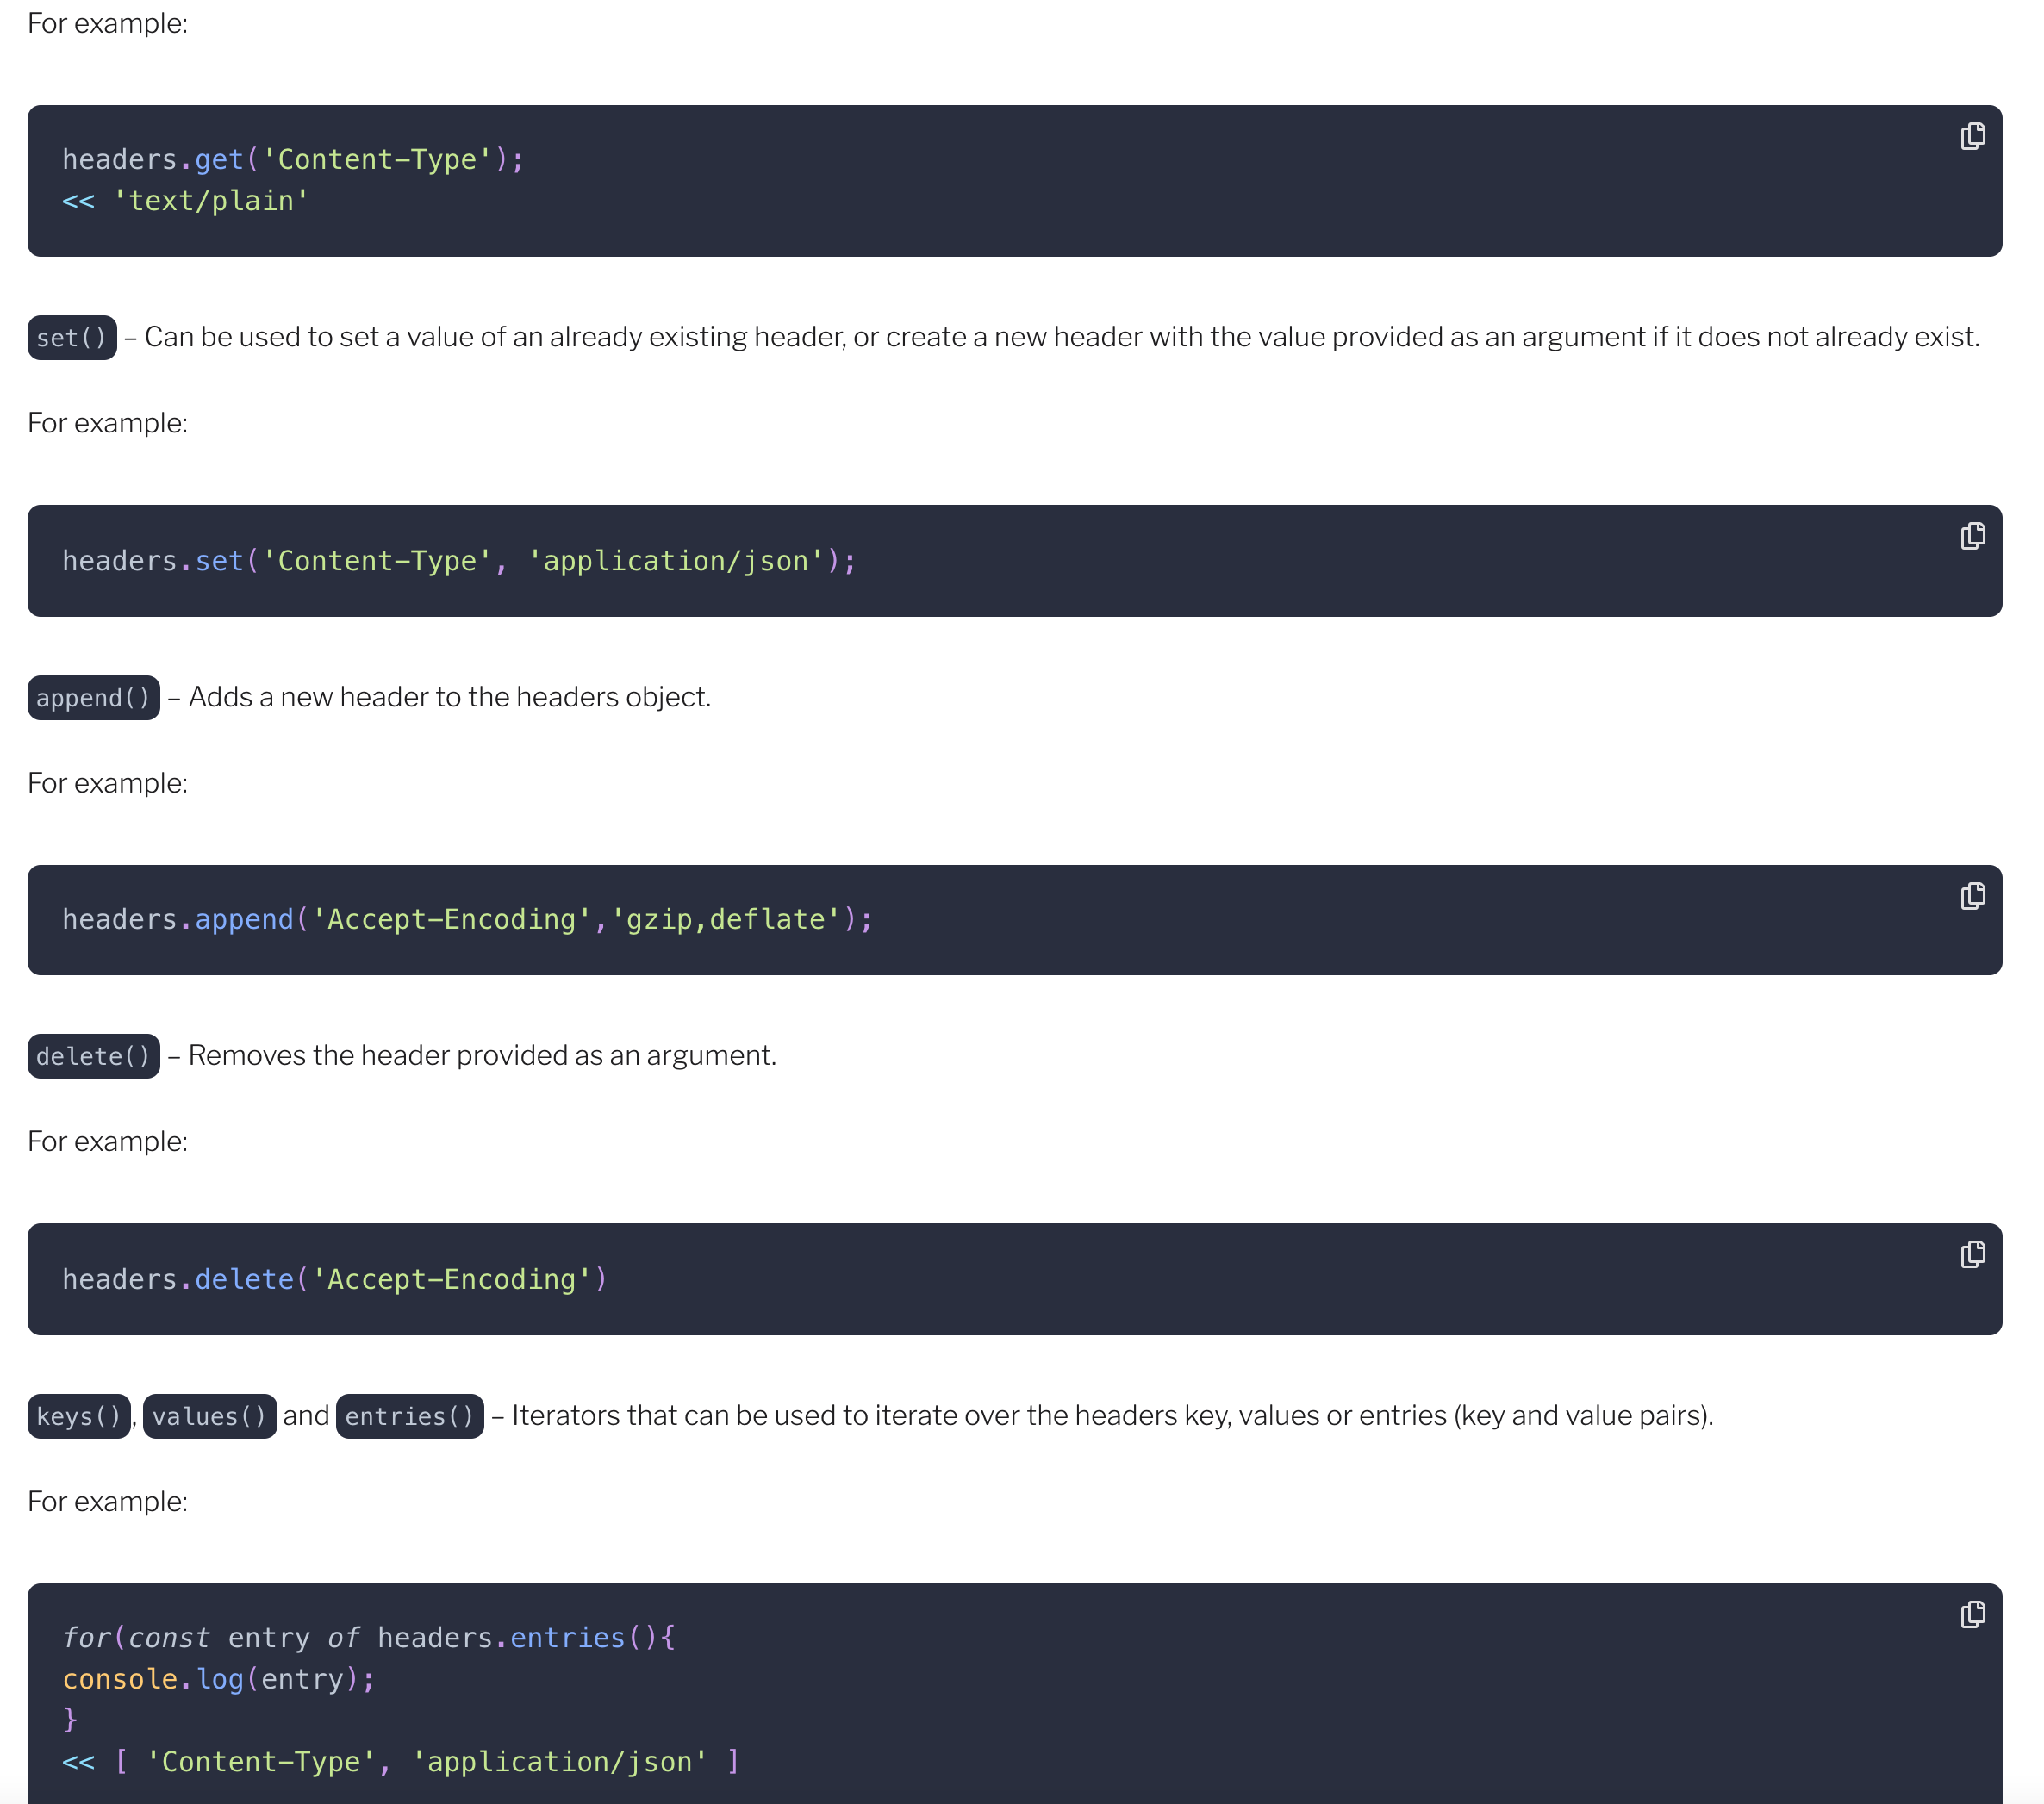 For example:
headers.get('Content-Type');
<< 'text/plain'
set() – Can be used to set a value of an already existing header, or create a new header with the value provided as an argument if it does not already exist.
For example:
headers.set('Content-Type', 'application/json');
append() – Adds a new header to the headers object.
For example:
headers.append('Accept-Encoding','gzip,deflate');
delete() – Removes the header provided as an argument.
For example:
headers.delete('Accept-Encoding')
keys(), values() and entries() – Iterators that can be used to iterate over the headers key, values or entries (key and value pairs).
For example:
for(const entry of headers.entries(){
console.log(entry);
}
<< [ 'Content-Type', 'application/json' ]